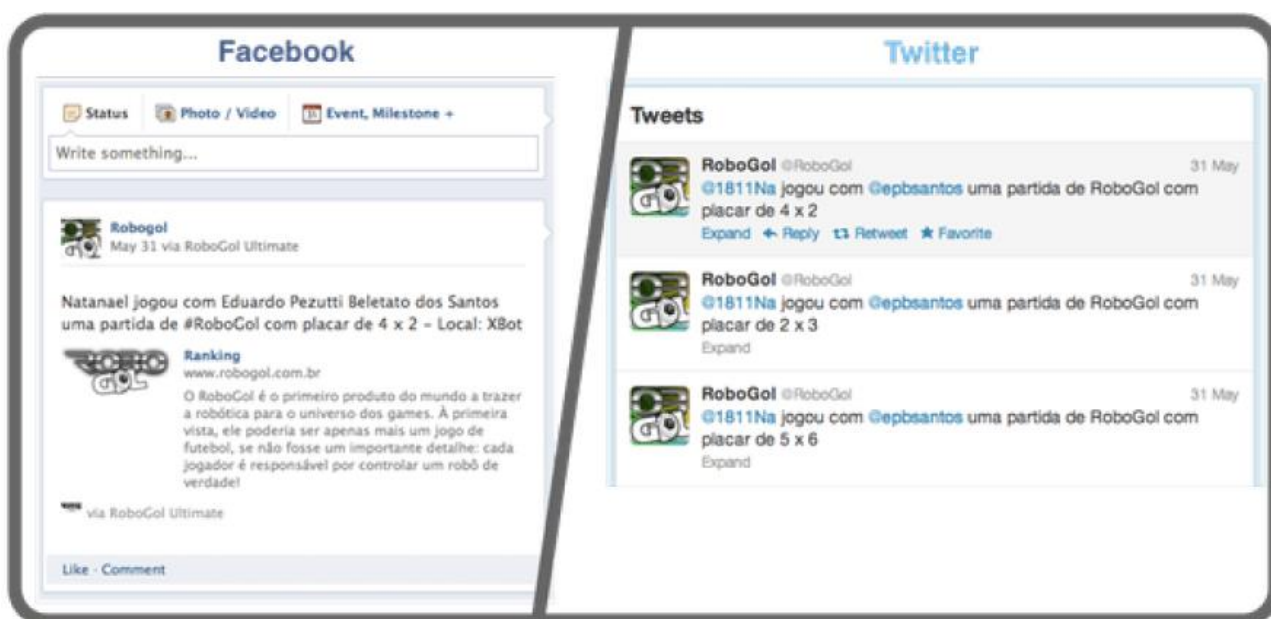 Facebook
Status
Photo / Video
Event, Milestone +
Write something...
Robogol
May 31 via RoboGol Ultimate
Natanael jogou com Eduardo Pezutti Beletato dos Santos
uma partida de #RoboGol com placar de 4 x 2 – Local: XBot
ROBO
GOL
Ranking
www.robogol.com.br
O RoboGol é o primeiro produto do mundo a trazer
a robótica para o universo dos games. À primeira
vista, ele poderia ser apenas mais um jogo de
futebol, se não fosse um importante detalhe: cada
jogador é responsável por controlar um robô de
verdade!
via RoboGol Ultimate
Like · Comment
Twitter
Tweets
RoboGol @RoboGol 31 May
@1811Na jogou com @epbsantos uma partida de RoboGol com
placar de 4 x 2
Expand Reply Retweet Favorite
RoboGol @RoboGol 31 May
@1811Na jogou com @epbsantos uma partida de RoboGol com
placar de 2 x 3
Expand
RoboGol @RoboGol 31 May
@1811Na jogou com @epbsantos uma partida de RoboGol com
placar de 5 x 6
Expand